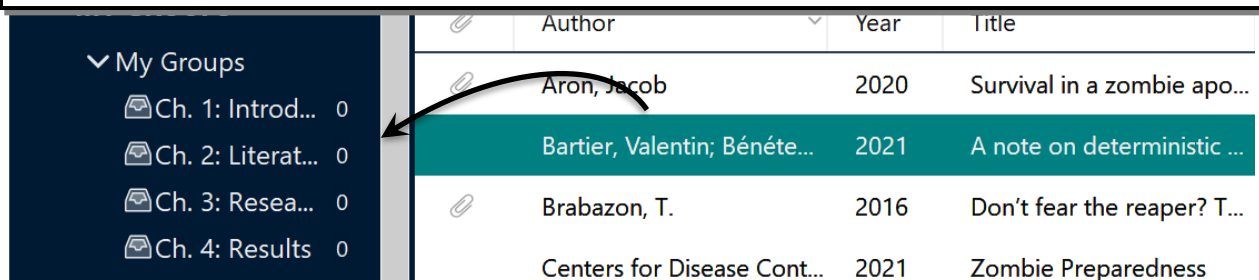 Author Year Title
My Groups
Ch. 1: Introd... 0
Ch. 2: Literat... 0
Ch. 3: Resea... 0
Ch. 4: Results 0
Aron, Jacob 2020 Survival in a zombie apo...
Bartier, Valentin; Bénéte... 2021 A note on deterministic ...
Brabazon, T. 2016 Don’t fear the reaper? T...
Centers for Disease Cont... 2021 Zombie Preparedness